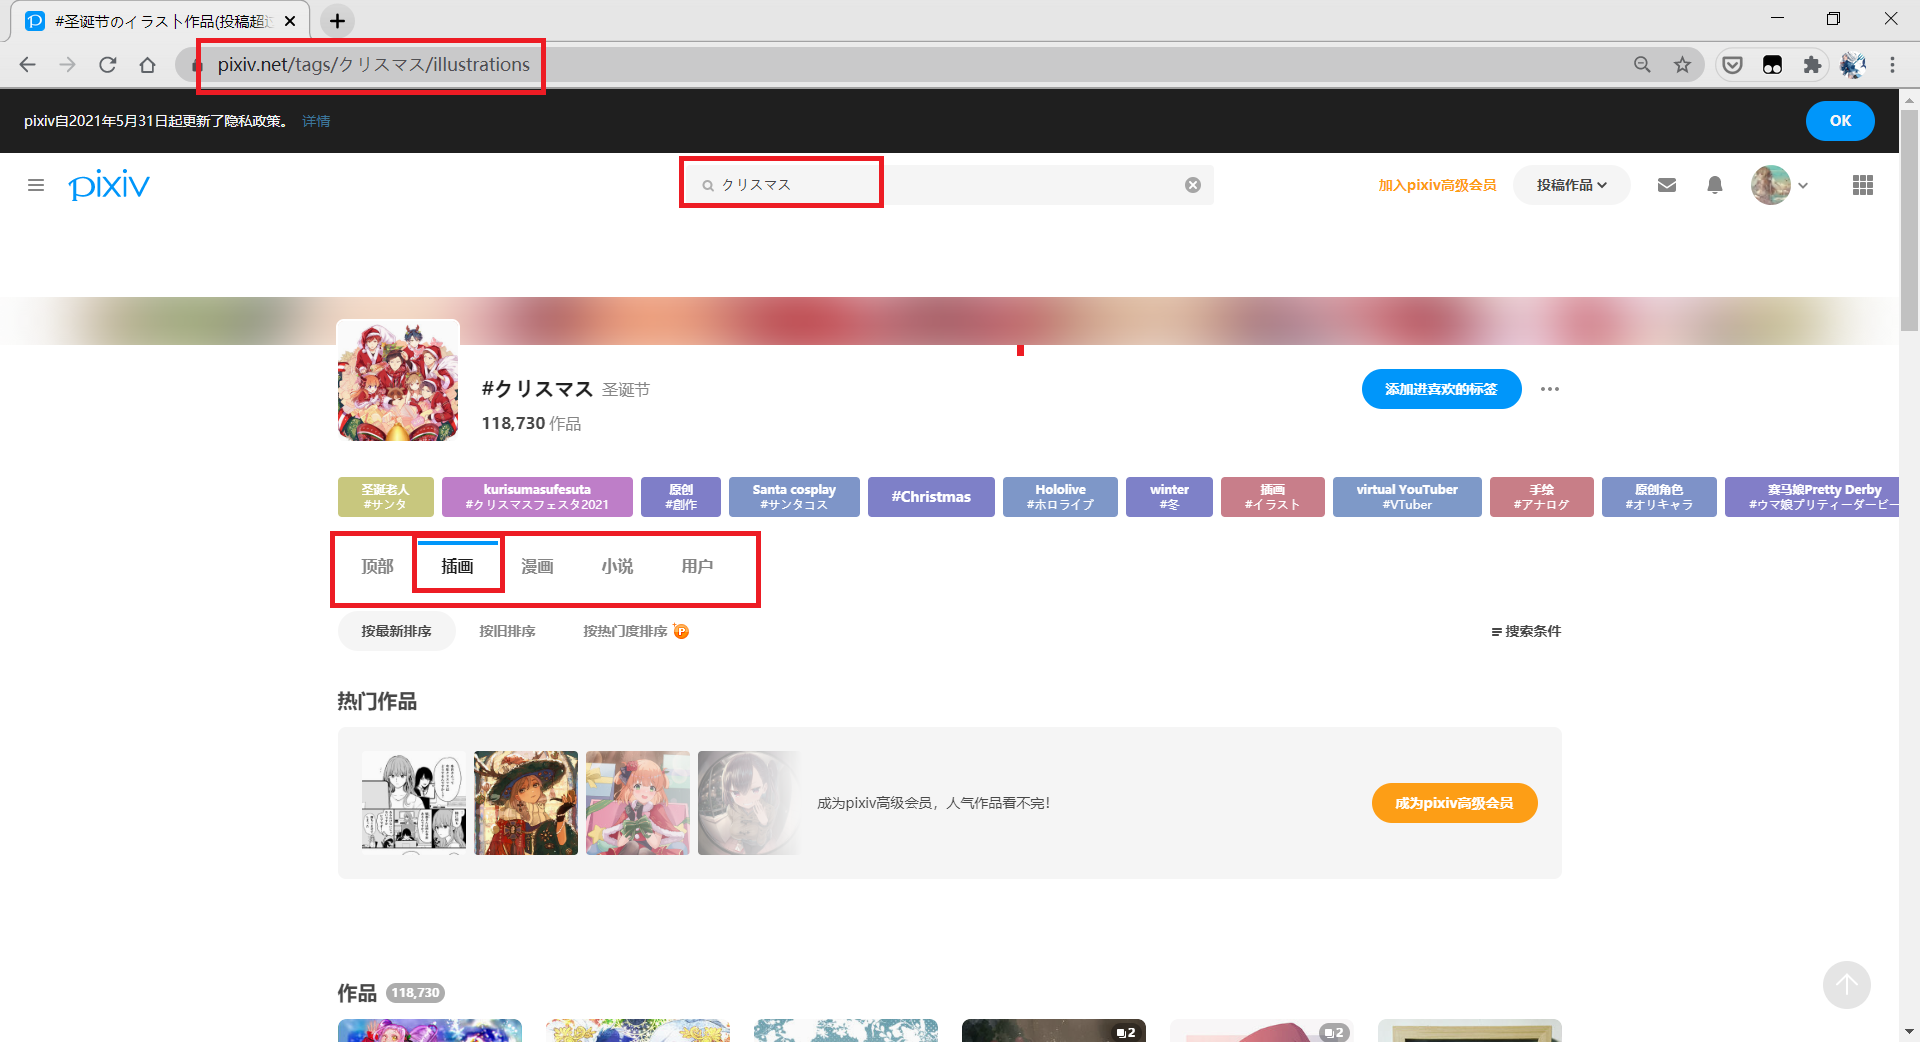 #圣诞节のイラスト作品(投稿超过
pixiv.net/tags/クリスマス/illustrations
pixiv自2021年5月31日起更新了隐私政策。 详情
OK
pixiv
クリスマス
加入pixiv高级会员
投稿作品
#クリスマス 圣诞节
118,730 作品
添加进喜欢的标签
圣诞老人
#サンタ
kurisumasufesuta
#クリスマスフェスタ2021
原创
#創作
Santa cosplay
#サンタコス
#Christmas
Hololive
#ホロライブ
winter
#冬
插画
#イラスト
virtual YouTuber
#VTuber
手绘
#アナログ
原创角色
#オリキャラ
赛马娘Pretty Derby
#ウマ娘プリティーダービー
顶部 插画 漫画 小说 用户
按最新排序 按旧排序 按热门度排序
搜索条件
热门作品
成为pixiv高级会员，人气作品看不完！
成为pixiv高级会员
作品 118,730
2
2